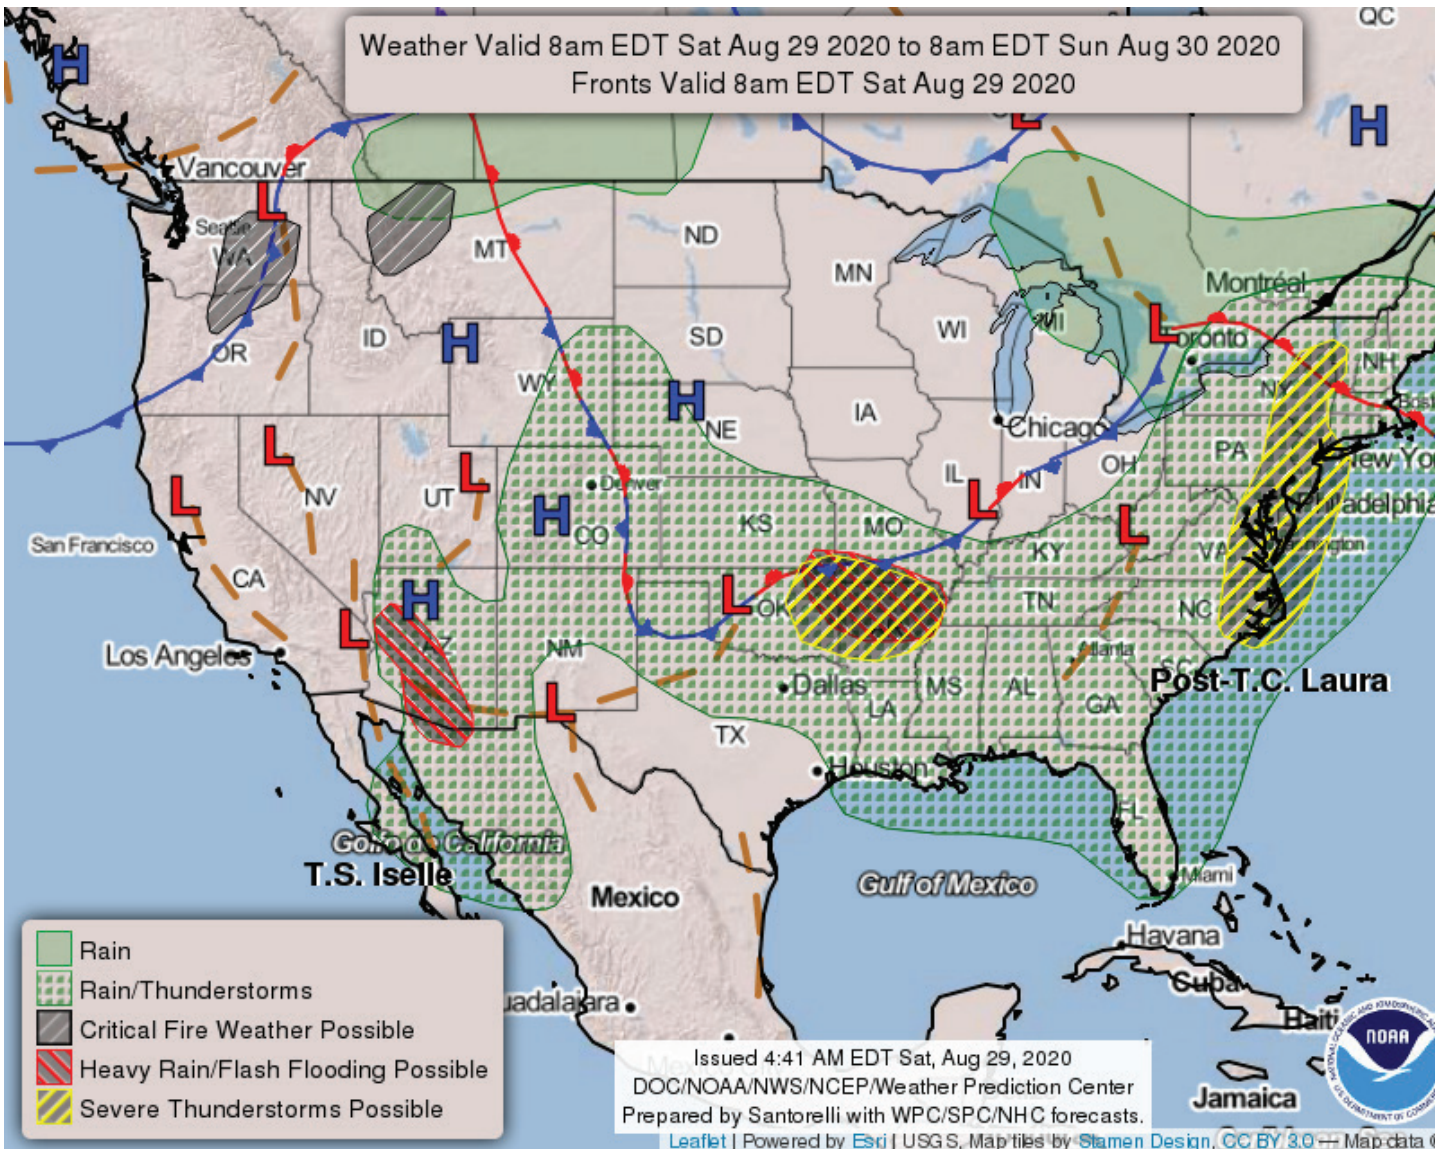 Weather Valid 8am EDT Sat Aug 29 2020 to 8am EDT Sun Aug 30 2020
Fronts Valid 8am EDT Sat Aug 29 2020
QC
H
H
L
Vancouver
L
Seattle
WA
MT
ND
MN
Montréal
OR
ID
H
SD
WI
MI
L
Toronto
NH
WY
H
NE
IA
NY
Chicago
PA
New Yo
L
NV
L
UT
L
Denver
H
CO
KS
MO
IL
L
IN
OH
L
Philadelphia
San Francisco
CA
KY
VA
H
L
OK
TN
NC
L
Los Angeles
AZ
NM
Atlanta
SC
Post-T.C. Laura
L
Dallas
LA
MS
AL
GA
TX
Houston
FL
Golfo de California
T.S. Iselle
Mexico
Gulf of Mexico
Miami
Havana
Cuba
Haiti
Jamaica
Rain
Rain/Thunderstorms
Critical Fire Weather Possible
Heavy Rain/Flash Flooding Possible
Severe Thunderstorms Possible
uadalajara
Mexico City
Issued 4:41 AM EDT Sat, Aug 29, 2020
DOC/NOAA/NWS/NCEP/Weather Prediction Center
Prepared by Santorelli with WPC/SPC/NHC forecasts.
NOAA
Leaflet | Powered by Esri | USGS, Map tiles by Stamen Design, CC BY 3.0 — Map data ©